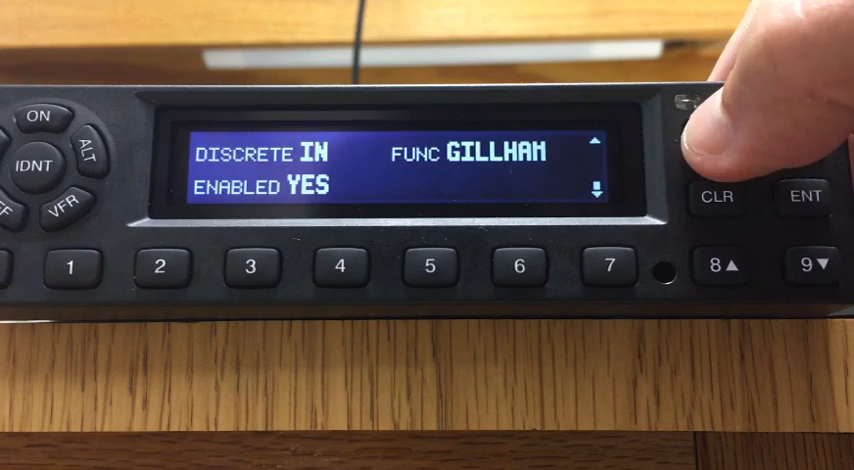 ON
ALT
IDNT
VFR
DISCRETE IN FUNC GILLHAM
ENABLED YES
CLR ENT
1 2 3 4 5 6 7 8▲ 9▼